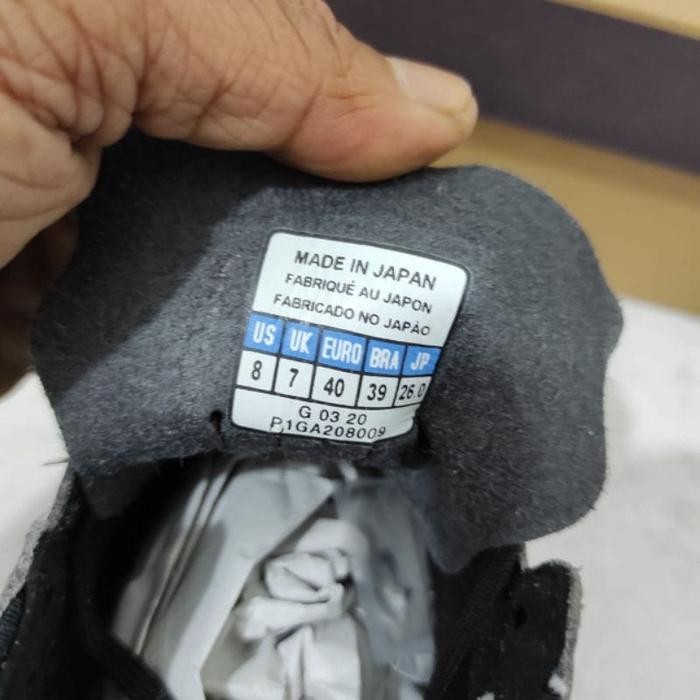 MADE IN JAPAN
FABRIQUÉ AU JAPON
FABRICADO NO JAPÃO
US UK EURO BRA JP
8 7 40 39 26.0
G 03 20
P1GA208009